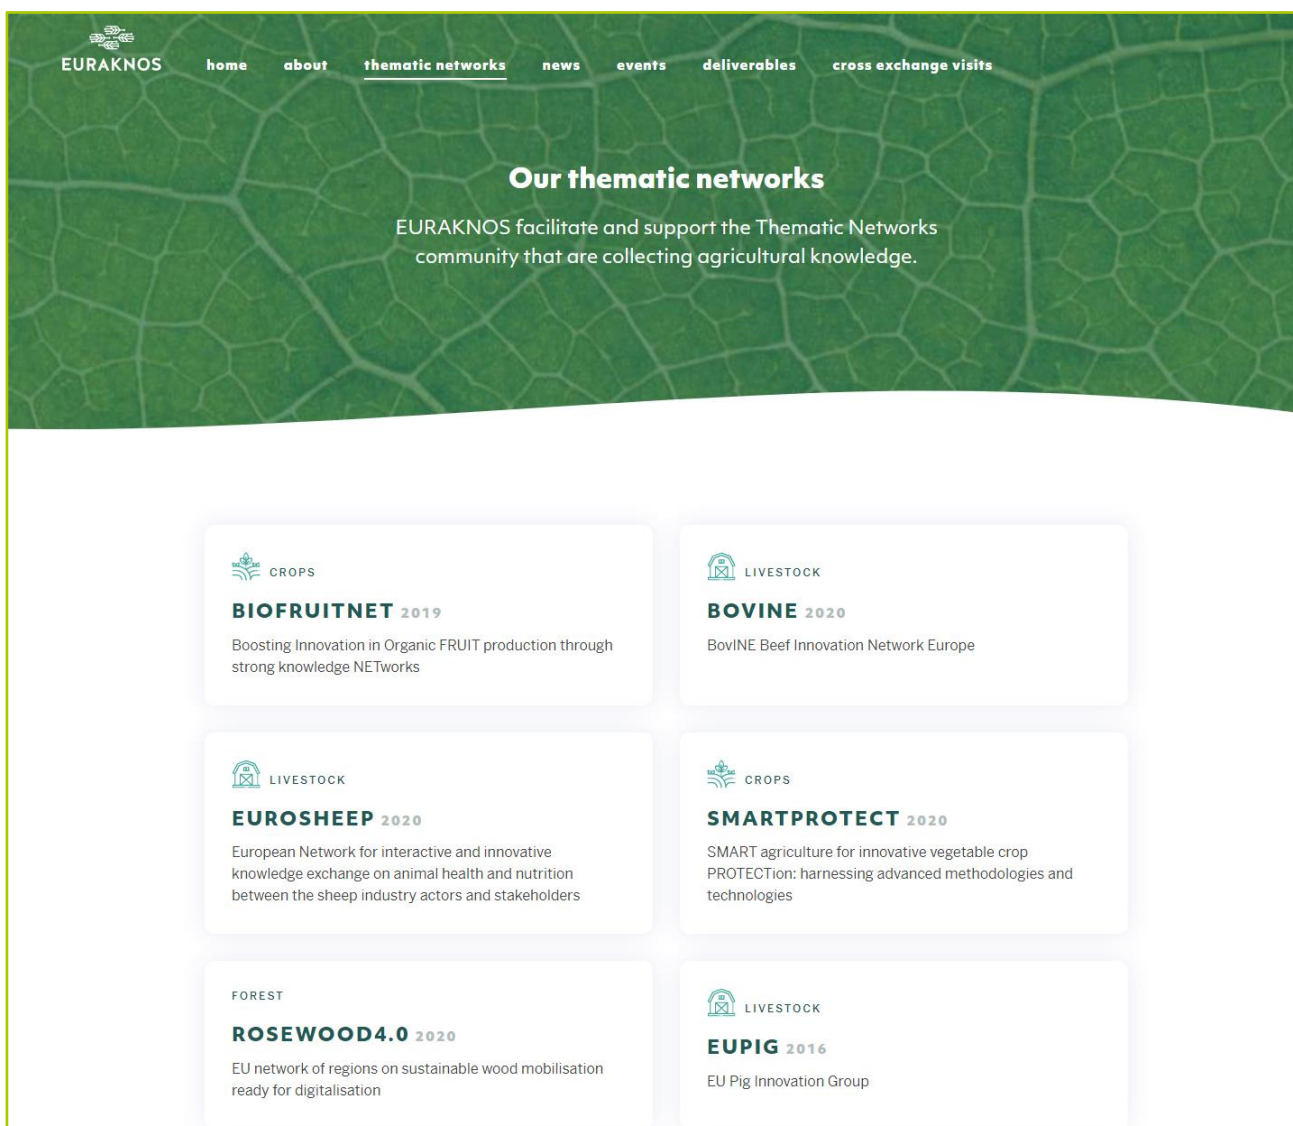 EURAKNOS
home about thematic networks news events deliverables cross exchange visits
Our thematic networks
EURAKNOS facilitate and support the Thematic Networks
community that are collecting agricultural knowledge.
CROPS
BIOFRUITNET 2019
Boosting Innovation in Organic FRUIT production through
strong knowledge NETworks
LIVESTOCK
BOVINE 2020
BovINE Beef Innovation Network Europe
LIVESTOCK
EUROSHEEP 2020
European Network for interactive and innovative
knowledge exchange on animal health and nutrition
between the sheep industry actors and stakeholders
CROPS
SMARTPROTECT 2020
SMART agriculture for innovative vegetable crop
PROTECTion: harnessing advanced methodologies and
technologies
FOREST
ROSEWOOD4.0 2020
EU network of regions on sustainable wood mobilisation
ready for digitalisation
LIVESTOCK
EUPIG 2016
EU Pig Innovation Group